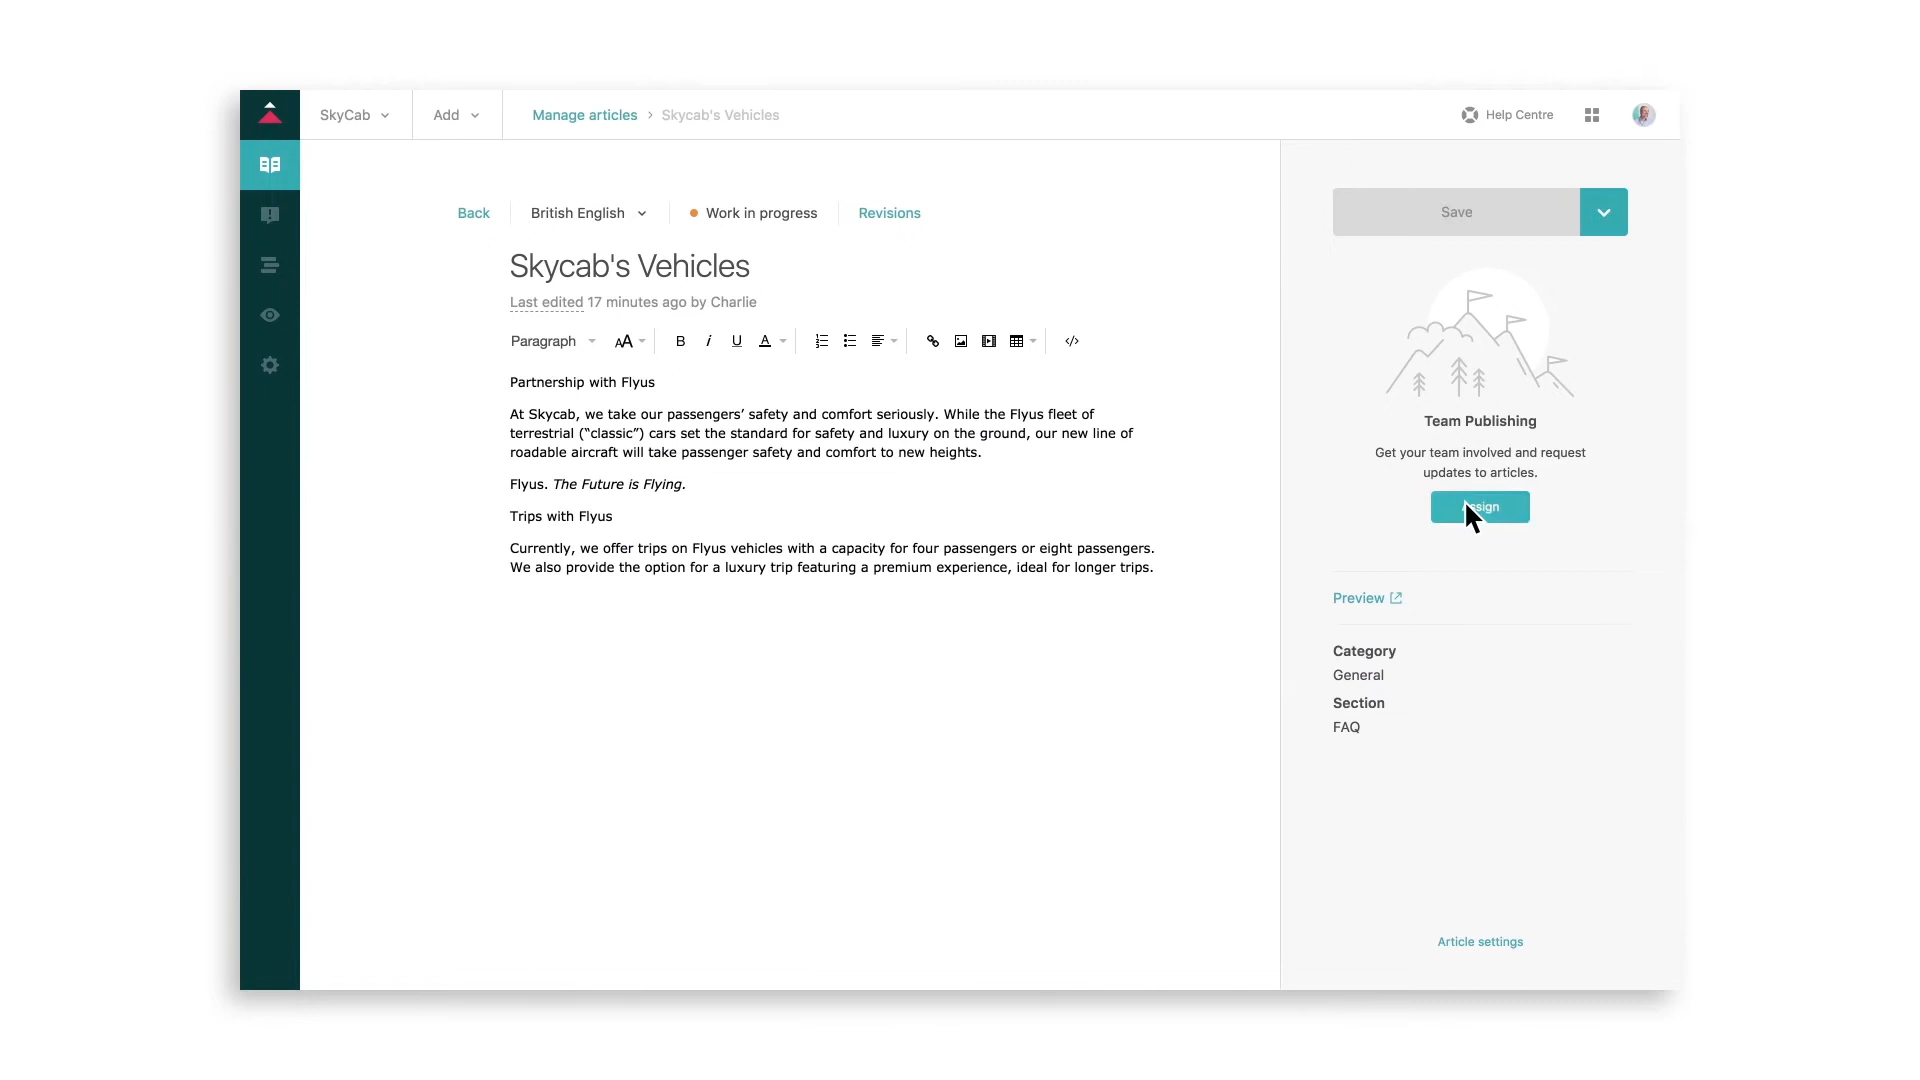 SkyCab
Add
Manage articles > Skycab's Vehicles
Help Centre
Back
British English
Work in progress
Revisions
Save
Skycab's Vehicles
Last edited 17 minutes ago by Charlie
Paragraph
AA
B
i
U
A
</>
Partnership with Flyus
At Skycab, we take our passengers’ safety and comfort seriously. While the Flyus fleet of
terrestrial (“classic”) cars set the standard for safety and luxury on the ground, our new line of
roadable aircraft will take passenger safety and comfort to new heights.
Flyus. The Future is Flying.
Trips with Flyus
Currently, we offer trips on Flyus vehicles with a capacity for four passengers or eight passengers.
We also provide the option for a luxury trip featuring a premium experience, ideal for longer trips.
Team Publishing
Get your team involved and request
updates to articles.
Preview
Category
General
Section
FAQ
Article settings